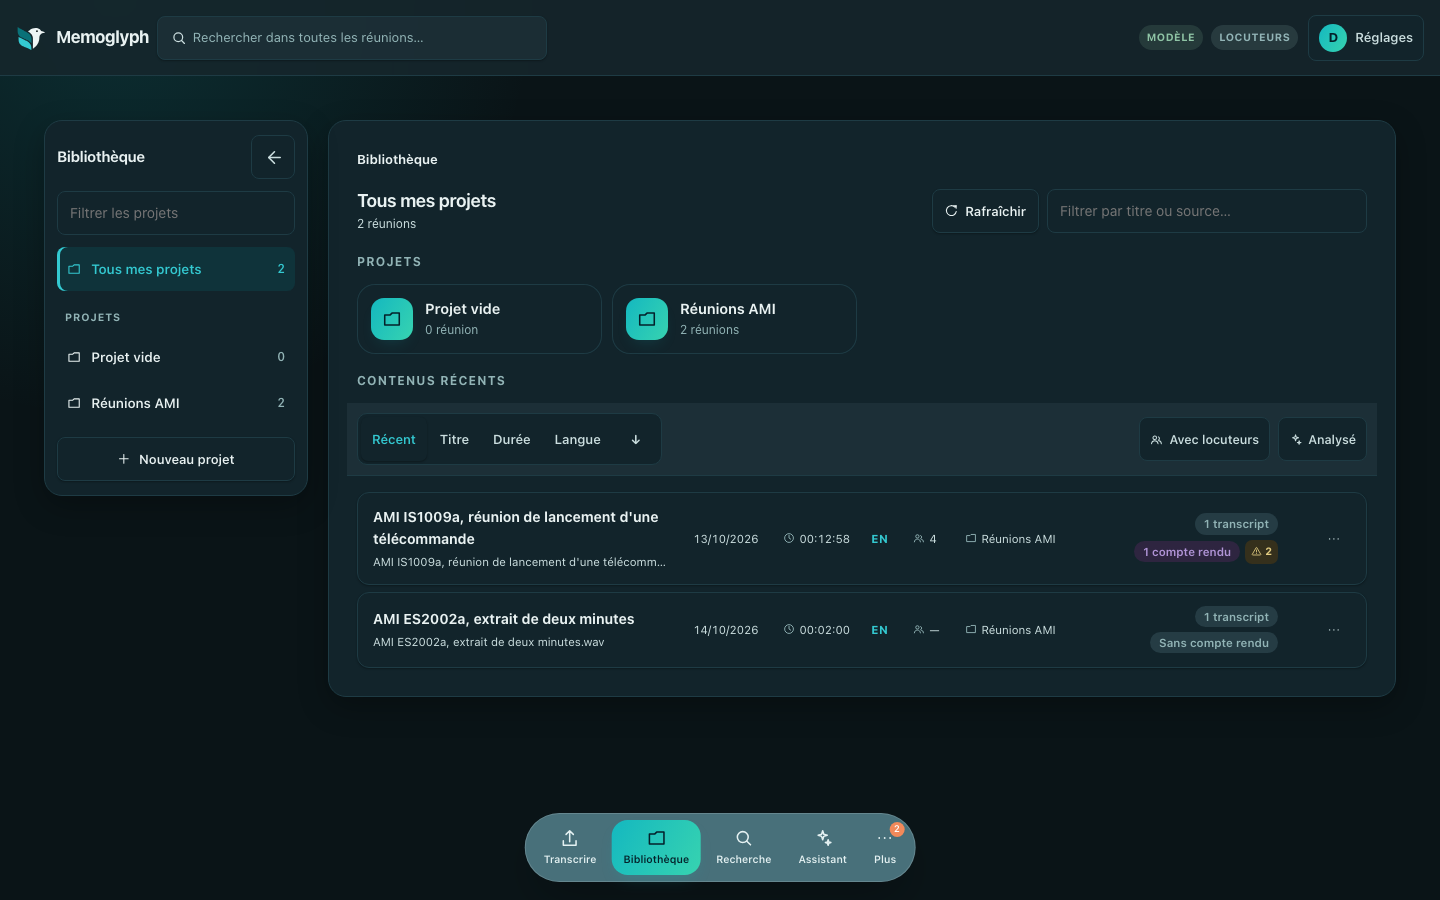 Memoglyph
Rechercher dans toutes les réunions...
MODÈLE
LOCUTEURS
D
Réglages
Bibliothèque
Filtrer les projets
Tous mes projets 2
PROJETS
Projet vide 0
Réunions AMI 2
+ Nouveau projet
Bibliothèque
Tous mes projets
2 réunions
Rafraîchir
Filtrer par titre ou source...
PROJETS
Projet vide
0 réunion
Réunions AMI
2 réunions
CONTENUS RÉCENTS
Récent Titre Durée Langue ↓
Avec locuteurs
Analysé
AMI IS1009a, réunion de lancement d'une
télécommande
AMI IS1009a, réunion de lancement d'une télécomm...
13/10/2026 00:12:58 EN 4 Réunions AMI
1 transcript
1 compte rendu 2
...
AMI ES2002a, extrait de deux minutes
AMI ES2002a, extrait de deux minutes.wav
14/10/2026 00:02:00 EN — Réunions AMI
1 transcript
Sans compte rendu
...
Transcrire
Bibliothèque
Recherche
Assistant
2
Plus